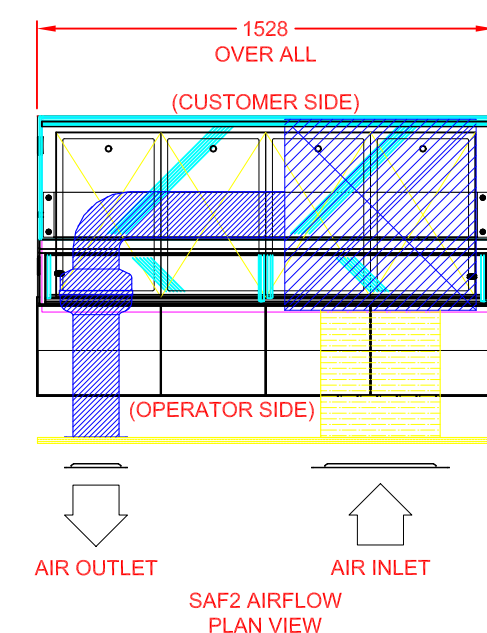 1528
OVER ALL
(CUSTOMER SIDE)
(OPERATOR SIDE)
AIR OUTLET
AIR INLET
SAF2 AIRFLOW
PLAN VIEW